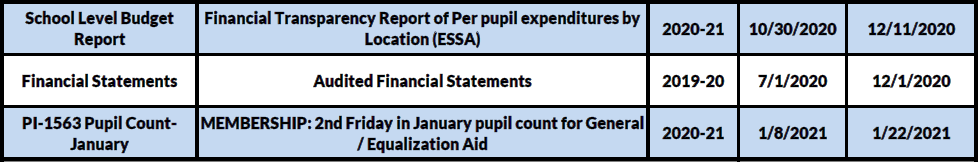 School Level Budget Report
Financial Transparency Report of Per pupil expenditures by Location (ESSA)
2020-21
10/30/2020
12/11/2020
Financial Statements
Audited Financial Statements
2019-20
7/1/2020
12/1/2020
PI-1563 Pupil Count-
January
MEMBERSHIP: 2nd Friday in January pupil count for General
/ Equalization Aid
2020-21
1/8/2021
1/22/2021